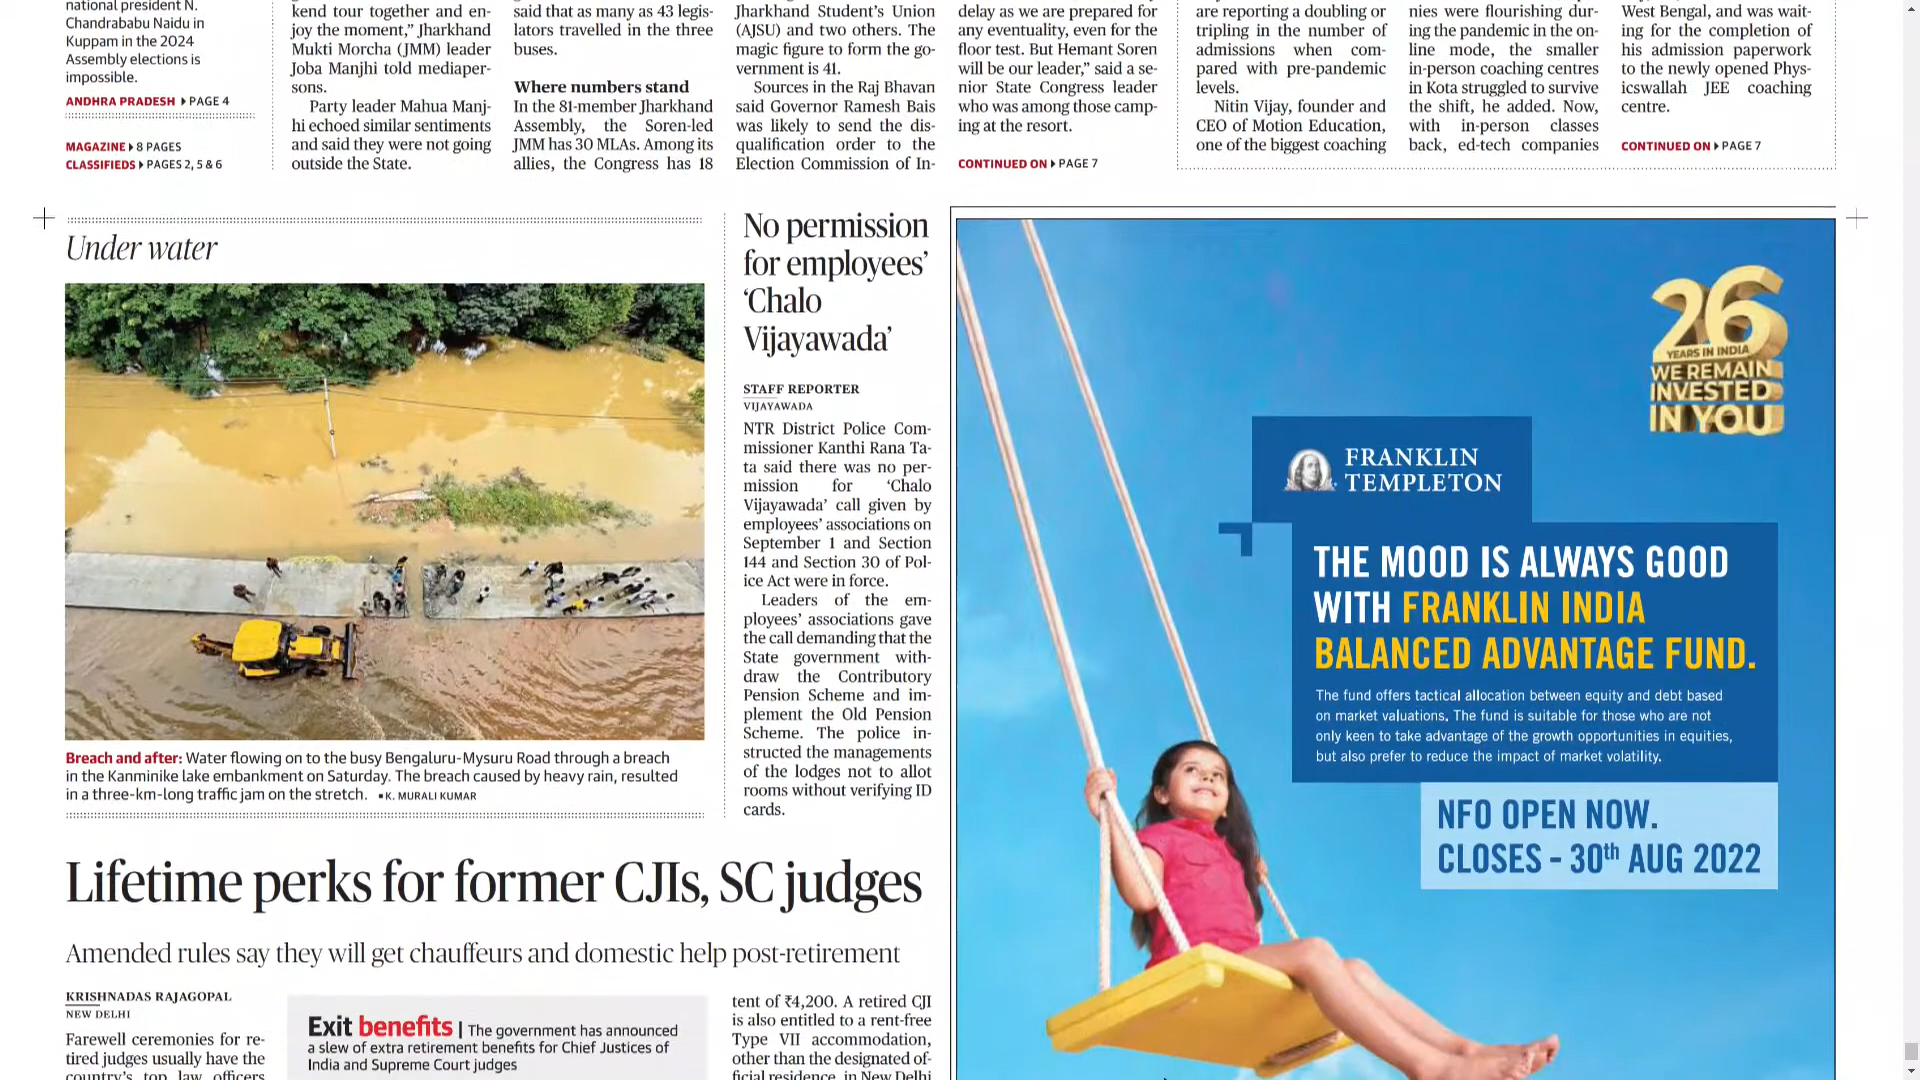 national president N.
Chandrababu Naidu in
Kuppam in the 2024
Assembly elections is
impossible.
ANDHRA PRADESH PAGE 4
MAGAZINE 8 PAGES
CLASSIFIEDS PAGES 2, 5 & 6
kend tour together and en-
joy the moment,” Jharkhand
Mukti Morcha (JMM) leader
Joba Manjhi told mediaper-
sons.
Party leader Mahua Manj-
hi echoed similar sentiments
and said they were not going
outside the State.
said that as many as 43 legis-
lators travelled in the three
buses.
Where numbers stand
In the 81-member Jharkhand
Assembly, the Soren-led
JMM has 30 MLAs. Among its
allies, the Congress has 18
Jharkhand Student’s Union
(AJSU) and two others. The
magic figure to form the go-
vernment is 41.
Sources in the Raj Bhavan
said Governor Ramesh Bais
was likely to send the dis-
qualification order to the
Election Commission of In-
delay as we are prepared for
any eventuality, even for the
floor test. But Hemant Soren
will be our leader,” said a se-
nior State Congress leader
who was among those camp-
ing at the resort.
CONTINUED ON PAGE 7
are reporting a doubling or
tripling in the number of
admissions when com-
pared with pre-pandemic
levels.
Nitin Vijay, founder and
CEO of Motion Education,
one of the biggest coaching
nies were flourishing dur-
ing the pandemic in the on-
line mode, the smaller
in-person coaching centres
in Kota struggled to survive
the shift, he added. Now,
with in-person classes
back, ed-tech companies
West Bengal, and was wait-
ing for the completion of
his admission paperwork
to the newly opened Phys-
icswallah JEE coaching
centre.
CONTINUED ON PAGE 7
Under water
Breach and after: Water flowing on to the busy Bengaluru-Mysuru Road through a breach
in the Kanminike lake embankment on Saturday. The breach caused by heavy rain, resulted
in a three-km-long traffic jam on the stretch. K. MURALI KUMAR
No permission
for employees’
‘Chalo
Vijayawada’
STAFF REPORTER
VIJAYAWADA
NTR District Police Com-
missioner Kanthi Rana Ta-
ta said there was no per-
mission for ‘Chalo
Vijayawada’ call given by
employees’ associations on
September 1 and Section
144 and Section 30 of Pol-
ice Act were in force.
Leaders of the em-
ployees’ associations gave
the call demanding that the
State government with-
draw the Contributory
Pension Scheme and im-
plement the Old Pension
Scheme. The police in-
structed the managements
of the lodges not to allot
rooms without verifying ID
cards.
Lifetime perks for former CJIs, SC judges
Amended rules say they will get chauffeurs and domestic help post-retirement
KRISHNADAS RAJAGOPAL
NEW DELHI
Farewell ceremonies for re-
tired judges usually have the
country’s top law officers
Exit benefits | The government has announced
a slew of extra retirement benefits for Chief Justices of
India and Supreme Court judges
tent of ₹4,200. A retired CJI
is also entitled to a rent-free
Type VII accommodation,
other than the designated of-
ficial residence, in New Delhi
26
YEARS IN INDIA
WE REMAIN
INVESTED
IN YOU
FRANKLIN
TEMPLETON
THE MOOD IS ALWAYS GOOD
WITH FRANKLIN INDIA
BALANCED ADVANTAGE FUND.
The fund offers tactical allocation between equity and debt based
on market valuations. The fund is suitable for those who are not
only keen to take advantage of the growth opportunities in equities,
but also prefer to reduce the impact of market volatility.
NFO OPEN NOW.
CLOSES - 30th AUG 2022